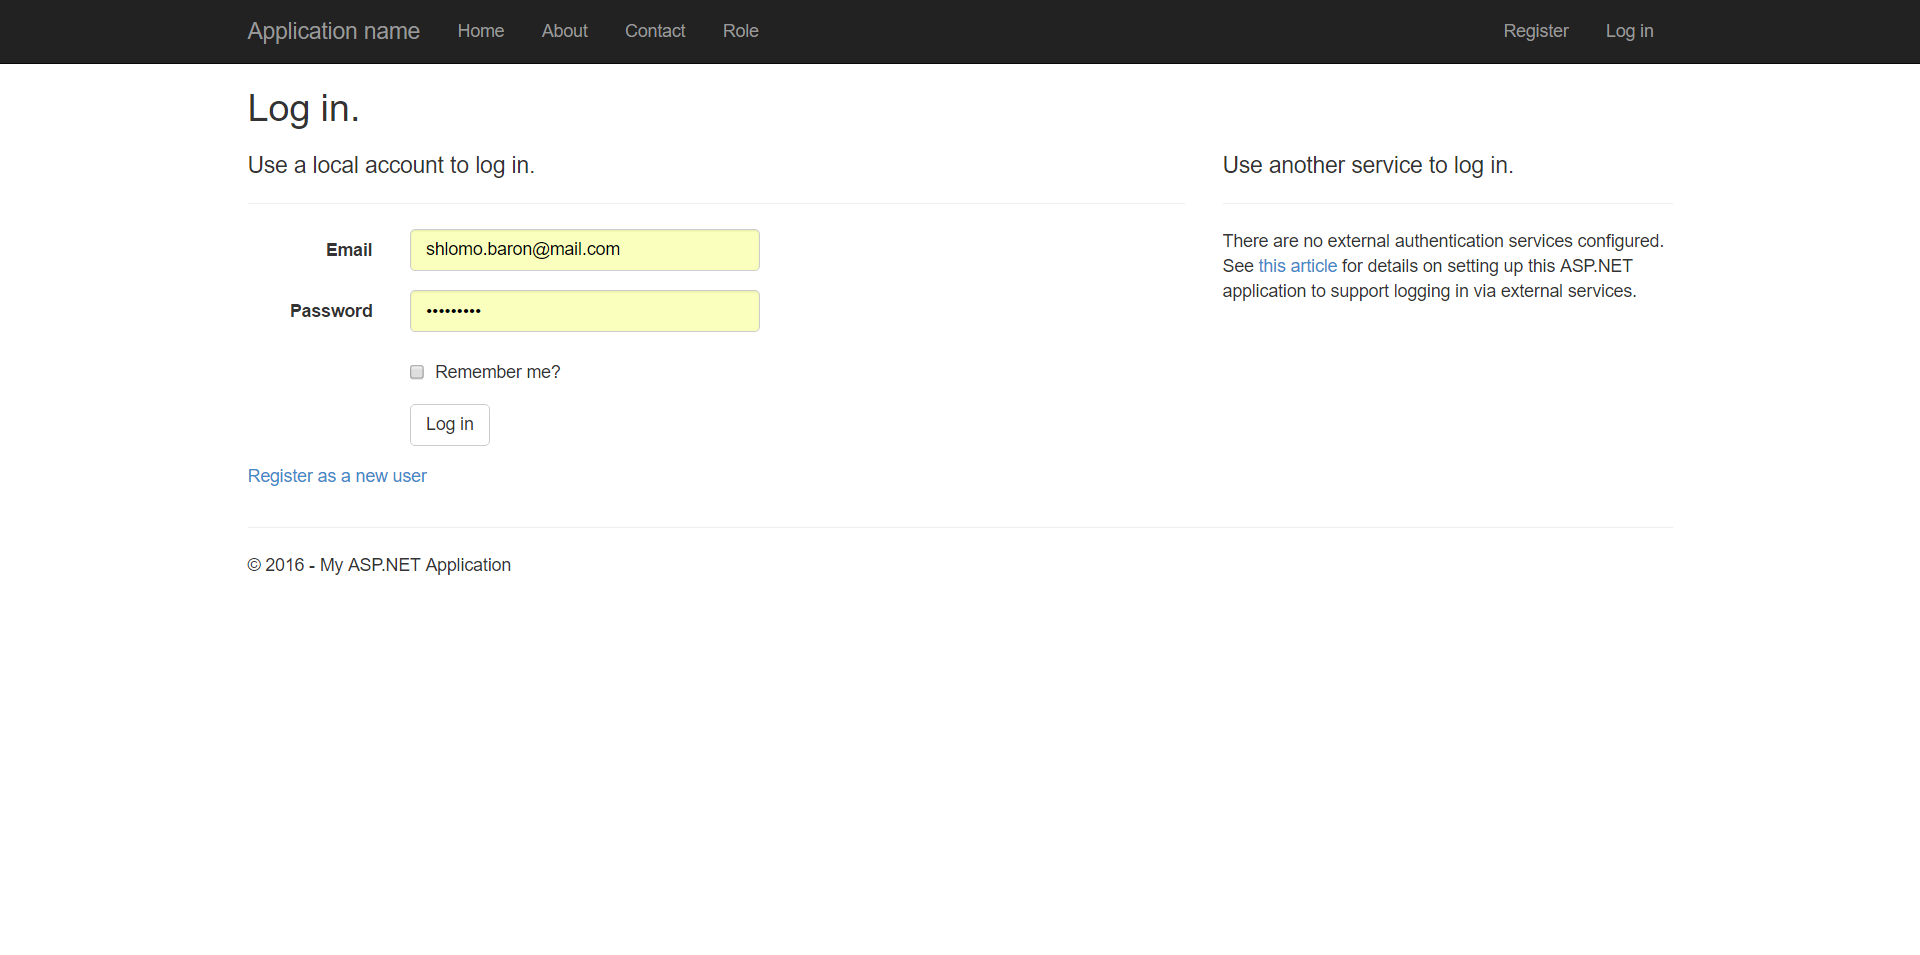 Application name Home About Contact Role Register Log in
Log in.
Use a local account to log in.
Email shlomo.baron@mail.com
Password •••••••••
Remember me?
Log in
Register as a new user
Use another service to log in.
There are no external authentication services configured.
See this article for details on setting up this ASP.NET
application to support logging in via external services.
© 2016 - My ASP.NET Application